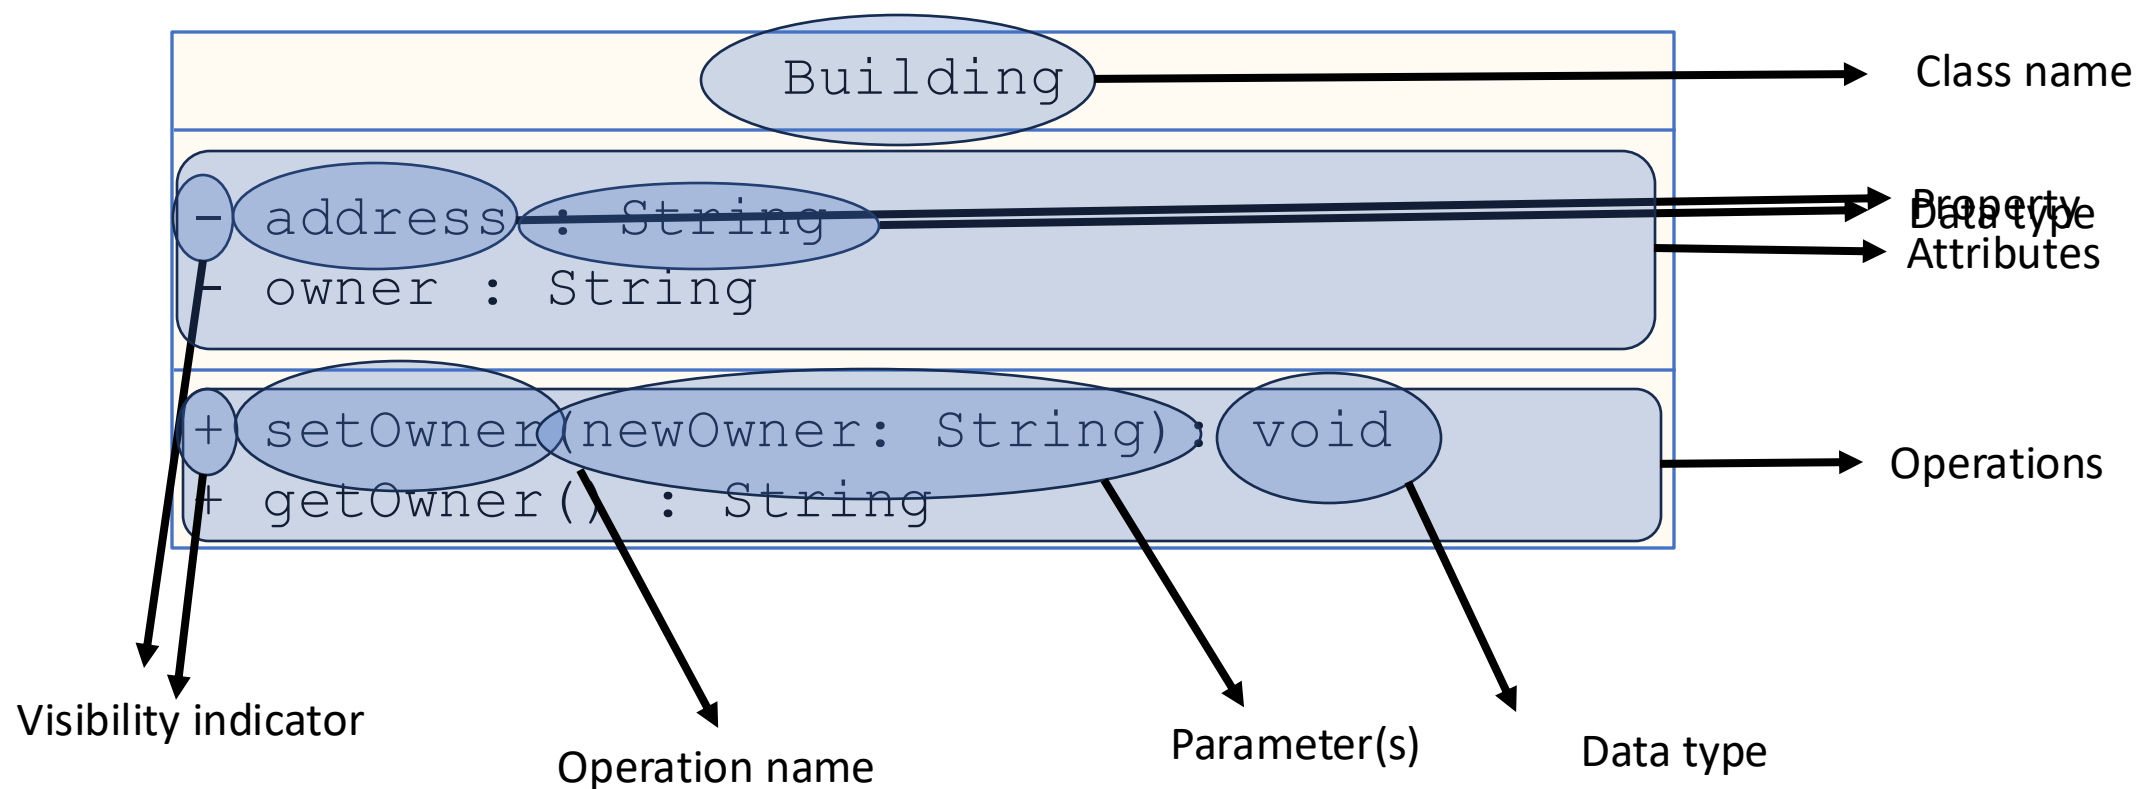 Building
Class name
- address : String
Property
Data type
- owner : String
Attributes
+ setOwner(newOwner: String): void
Operations
+ getOwner() : String
Visibility indicator
Operation name
Parameter(s)
Data type